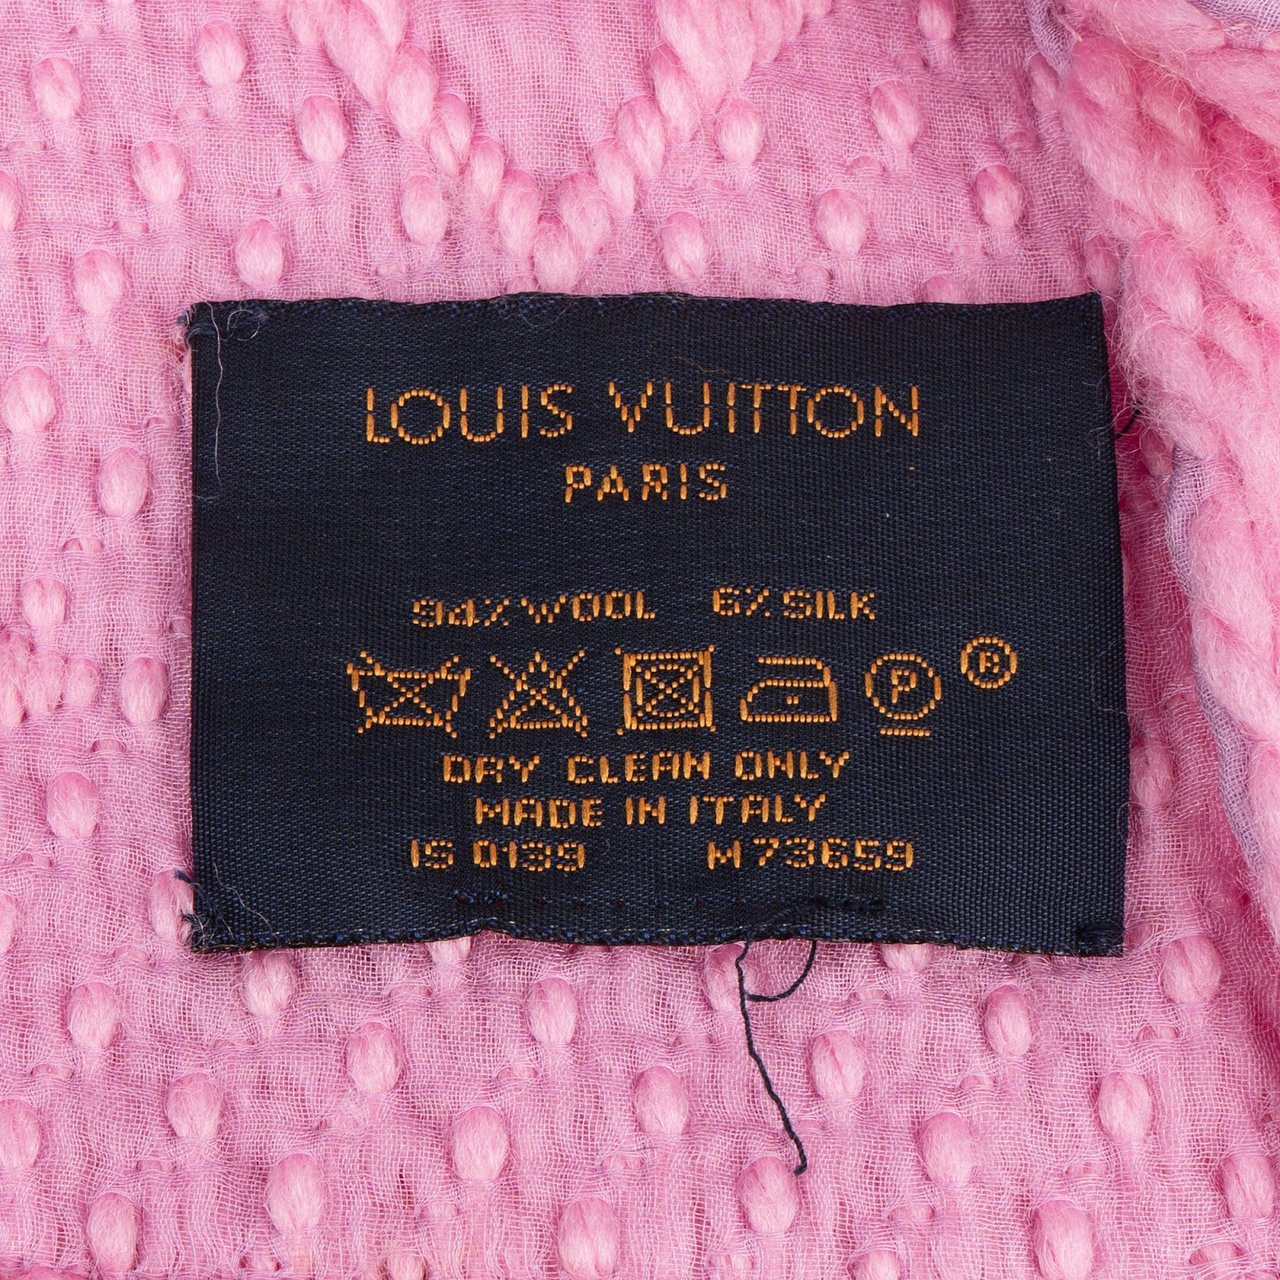 LOUIS VUITTON
PARIS
94% WOOL 6% SILK
P ®
DRY CLEAN ONLY
MADE IN ITALY
IS 0139 M73659